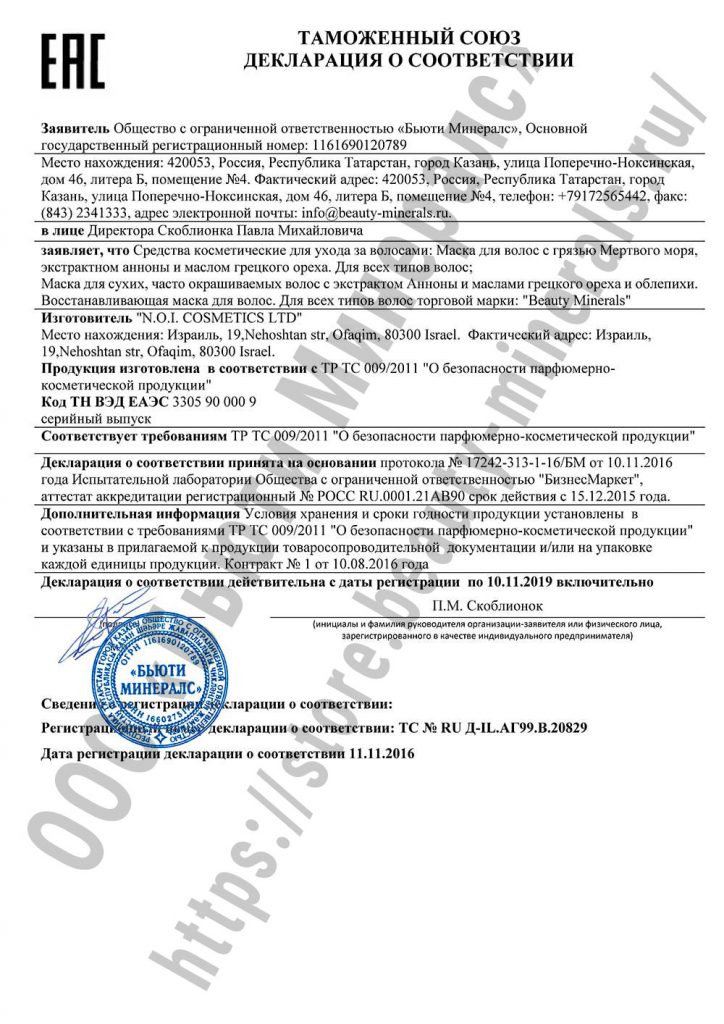 EAC
ТАМОЖЕННЫЙ СОЮЗ
ДЕКЛАРАЦИЯ О СООТВЕТСТВИИ
Заявитель Общество с ограниченной ответственностью «Бьюти Минералс», Основной
государственный регистрационный номер: 1161690120789
Место нахождения: 420053, Россия, Республика Татарстан, город Казань, улица Поперечно-Ноксинская,
дом 46, литера Б, помещение №4. Фактический адрес: 420053, Россия, Республика Татарстан, город
Казань, улица Поперечно-Ноксинская, дом 46, литера Б, помещение №4, телефон: +79172565442, факс:
(843) 2341333, адрес электронной почты: info@beauty-minerals.ru.
в лице Директора Скоблионка Павла Михайловича
заявляет, что Средства косметические для ухода за волосами: Маска для волос с грязью Мертвого моря,
экстрактом анноны и маслом грецкого ореха. Для всех типов волос;
Маска для сухих, часто окрашиваемых волос с экстрактом Анноны и маслами грецкого ореха и облепихи.
Восстанавливающая маска для волос. Для всех типов волос торговой марки: "Beauty Minerals"
Изготовитель "N.O.I. COSMETICS LTD"
Место нахождения: Израиль, 19,Nehoshtan str, Ofaqim, 80300 Israel. Фактический адрес: Израиль,
19,Nehoshtan str, Ofaqim, 80300 Israel.
Продукция изготовлена в соответствии с ТР ТС 009/2011 "О безопасности парфюмерно-
косметической продукции"
Код ТН ВЭД ЕАЭС 3305 90 000 9
серийный выпуск
Соответствует требованиям ТР ТС 009/2011 "О безопасности парфюмерно-косметической продукции"
Декларация о соответствии принята на основании протокола № 17242-313-1-16/БМ от 10.11.2016
года Испытательной лаборатории Общества с ограниченной ответственностью "БизнесМаркет",
аттестат аккредитации регистрационный № РОСС RU.0001.21АВ90 срок действия с 15.12.2015 года.
Дополнительная информация Условия хранения и сроки годности продукции установлены в
соответствии с требованиями ТР ТС 009/2011 "О безопасности парфюмерно-косметической продукции"
и указаны в прилагаемой к продукции товаросопроводительной документации и/или на упаковке
каждой единицы продукции. Контракт № 1 от 10.08.2016 года
Декларация о соответствии действительна с даты регистрации по 10.11.2019 включительно
П.М. Скоблионок
(подпись)
(инициалы и фамилия руководителя организации-заявителя или физического лица,
зарегистрированного в качестве индивидуального предпринимателя)
ОГРН 1161690120789
«БЬЮТИ
МИНЕРАЛС»
Сведения о регистрации декларации о соответствии:
Регистрационный номер декларации о соответствии: ТС № RU Д-IL.АГ99.В.20829
Дата регистрации декларации о соответствии 11.11.2016
ООО «Бьюти Минералс»
https://store.beauty-minerals.ru/